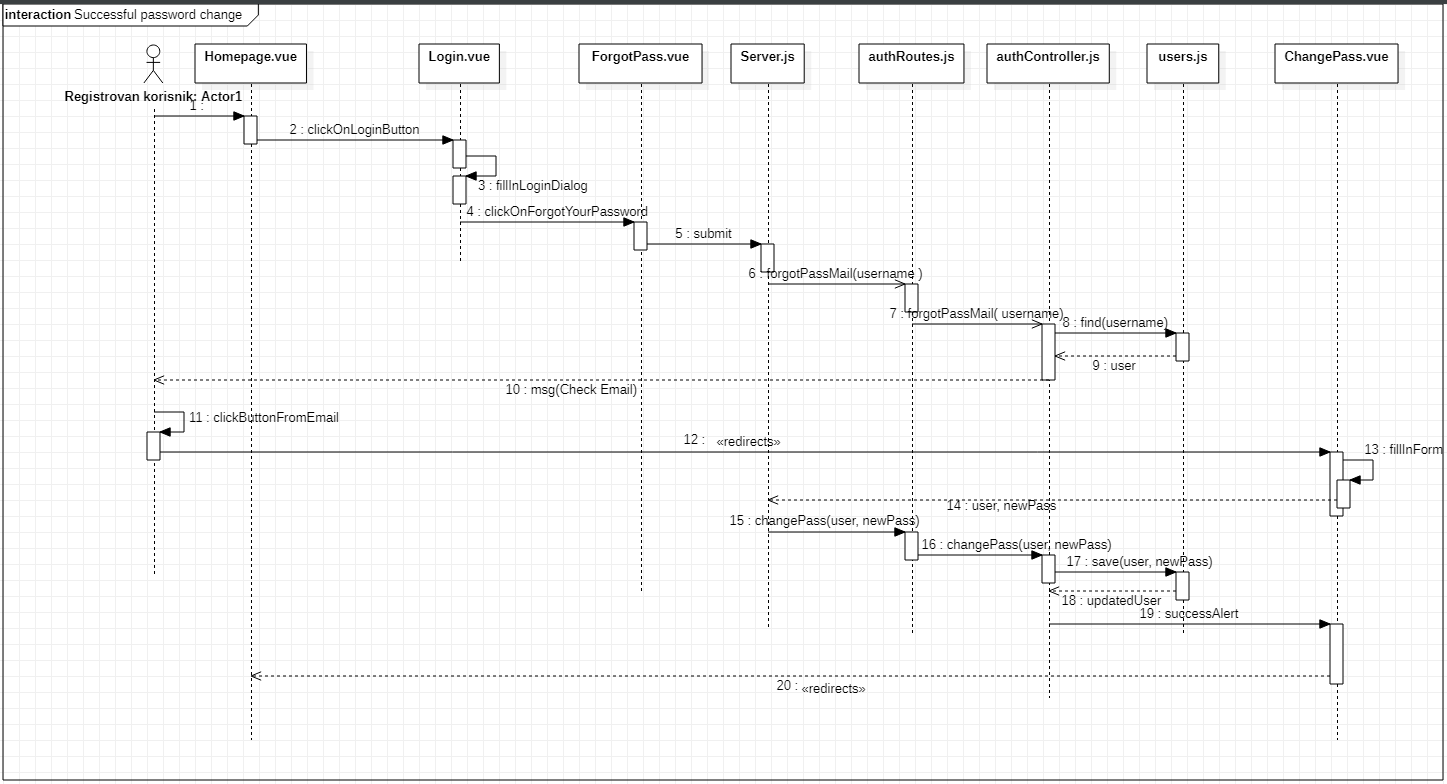 interaction Successful password change
Homepage.vue
Login.vue
ForgotPass.vue
Server.js
authRoutes.js
authController.js
users.js
ChangePass.vue
Registrovan korisnik: Actor1
1 :
2 : clickOnLoginButton
3 : fillInLoginDialog
4 : clickOnForgotYourPassword
5 : submit
6 : forgotPassMail(username )
7 : forgotPassMail( username)
8 : find(username)
9 : user
10 : msg(Check Email)
11 : clickButtonFromEmail
12 : «redirects»
13 : fillInForm
14 : user, newPass
15 : changePass(user, newPass)
16 : changePass(user, newPass)
17 : save(user, newPass)
18 : updatedUser
19 : successAlert
20 : «redirects»